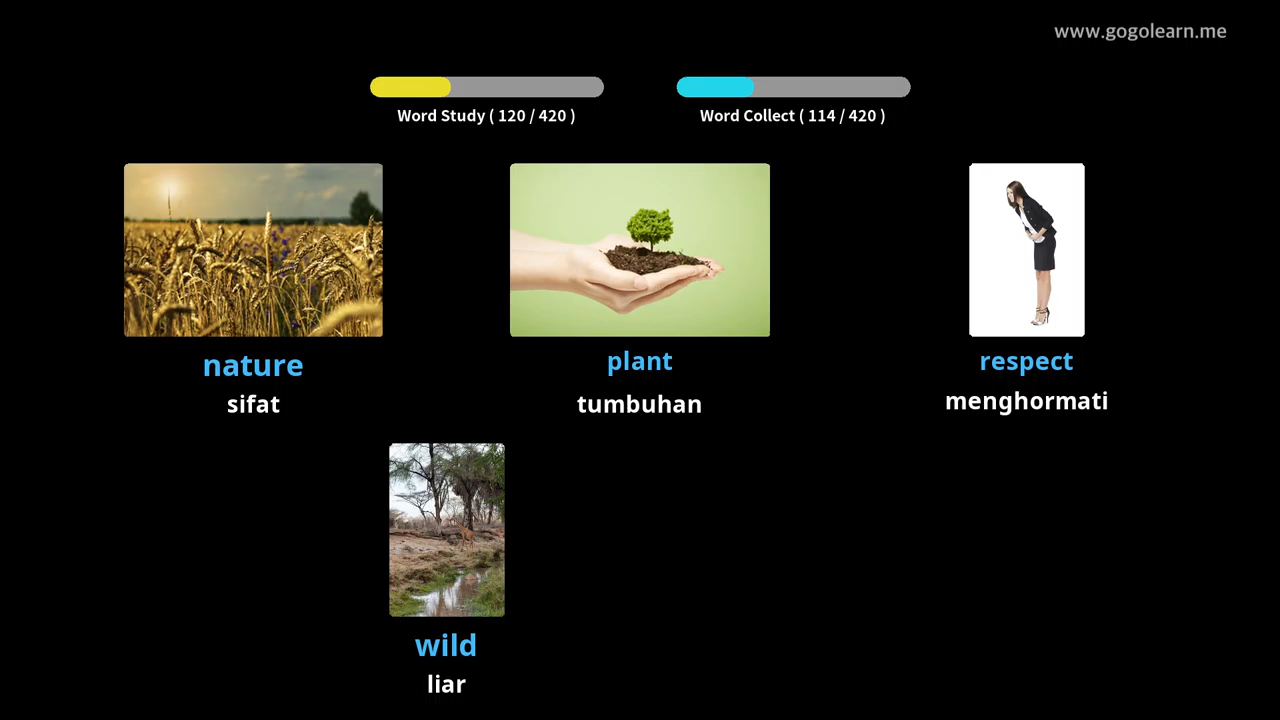 www.gogolearn.me
Word Study ( 120 / 420 )
Word Collect ( 114 / 420 )
nature
sifat
plant
tumbuhan
respect
menghormati
wild
liar